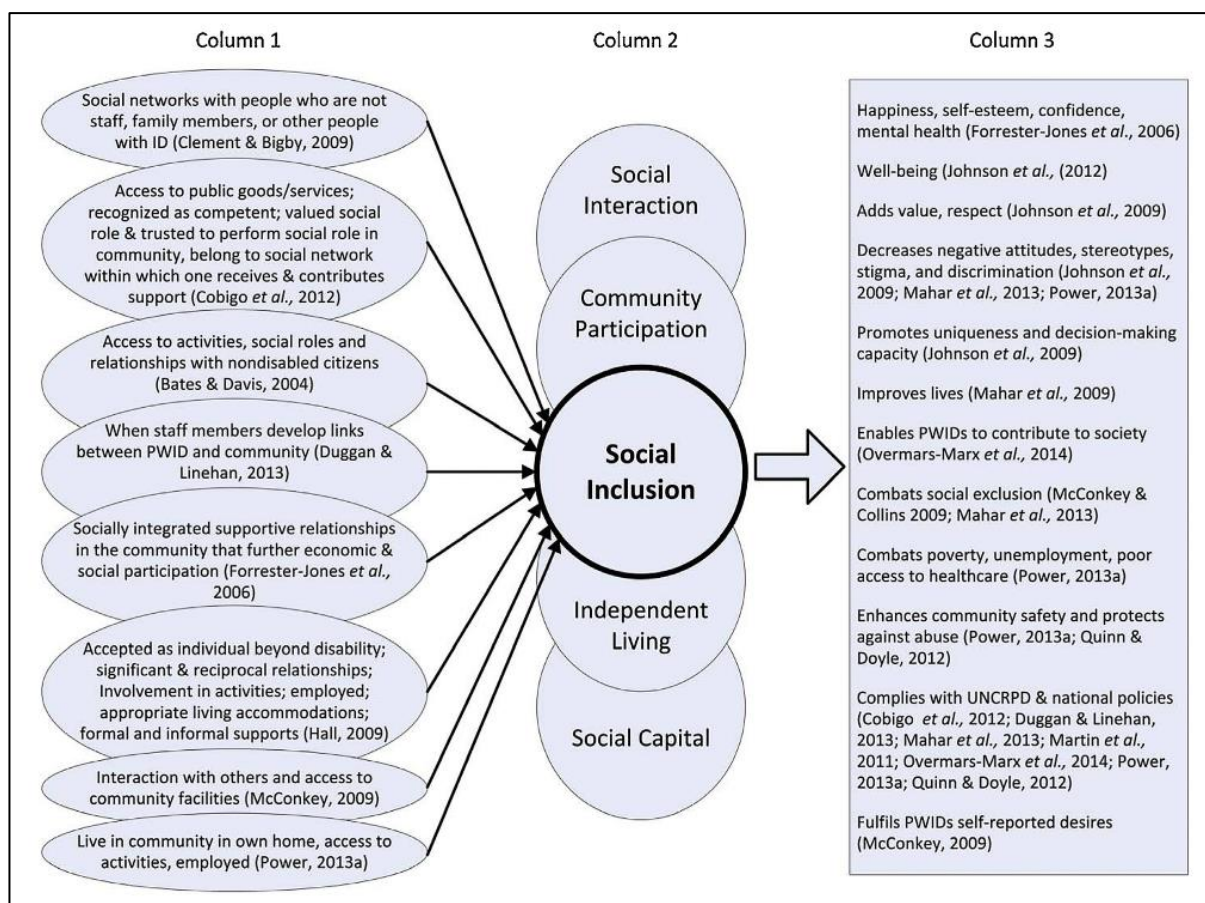 Column 1
Social networks with people who are not
staff, family members, or other people
with ID (Clement & Bigby, 2009)
Access to public goods/services;
recognized as competent; valued social
role & trusted to perform social role in
community, belong to social network
within which one receives & contributes
support (Cobigo et al., 2012)
Access to activities, social roles and
relationships with nondisabled citizens
(Bates & Davis, 2004)
When staff members develop links
between PWID and community (Duggan &
Linehan, 2013)
Socially integrated supportive relationships
in the community that further economic &
social participation (Forrester-Jones et al.,
2006)
Accepted as individual beyond disability;
significant & reciprocal relationships;
Involvement in activities; employed;
appropriate living accommodations;
formal and informal supports (Hall, 2009)
Interaction with others and access to
community facilities (McConkey, 2009)
Live in community in own home, access to
activities, employed (Power, 2013a)
Column 2
Social
Interaction
Community
Participation
Social
Inclusion
Independent
Living
Social Capital
Column 3
Happiness, self-esteem, confidence,
mental health (Forrester-Jones et al., 2006)
Well-being (Johnson et al., (2012)
Adds value, respect (Johnson et al., 2009)
Decreases negative attitudes, stereotypes,
stigma, and discrimination (Johnson et al.,
2009; Mahar et al., 2013; Power, 2013a)
Promotes uniqueness and decision-making
capacity (Johnson et al., 2009)
Improves lives (Mahar et al., 2009)
Enables PWIDs to contribute to society
(Overmars-Marx et al., 2014)
Combats social exclusion (McConkey &
Collins 2009; Mahar et al., 2013)
Combats poverty, unemployment, poor
access to healthcare (Power, 2013a)
Enhances community safety and protects
against abuse (Power, 2013a; Quinn &
Doyle, 2012)
Complies with UNCRPD & national policies
(Cobigo et al., 2012; Duggan & Linehan,
2013; Mahar et al., 2013; Martin et al.,
2011; Overmars-Marx et al., 2014; Power,
2013a; Quinn & Doyle, 2012)
Fulfils PWIDs self-reported desires
(McConkey, 2009)